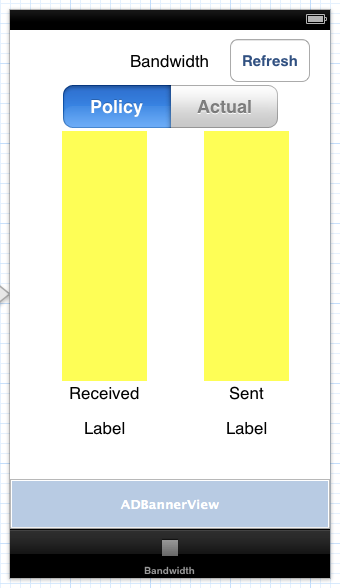 Bandwidth Refresh
Policy Actual
Received Sent
Label Label
ADBannerView
Bandwidth